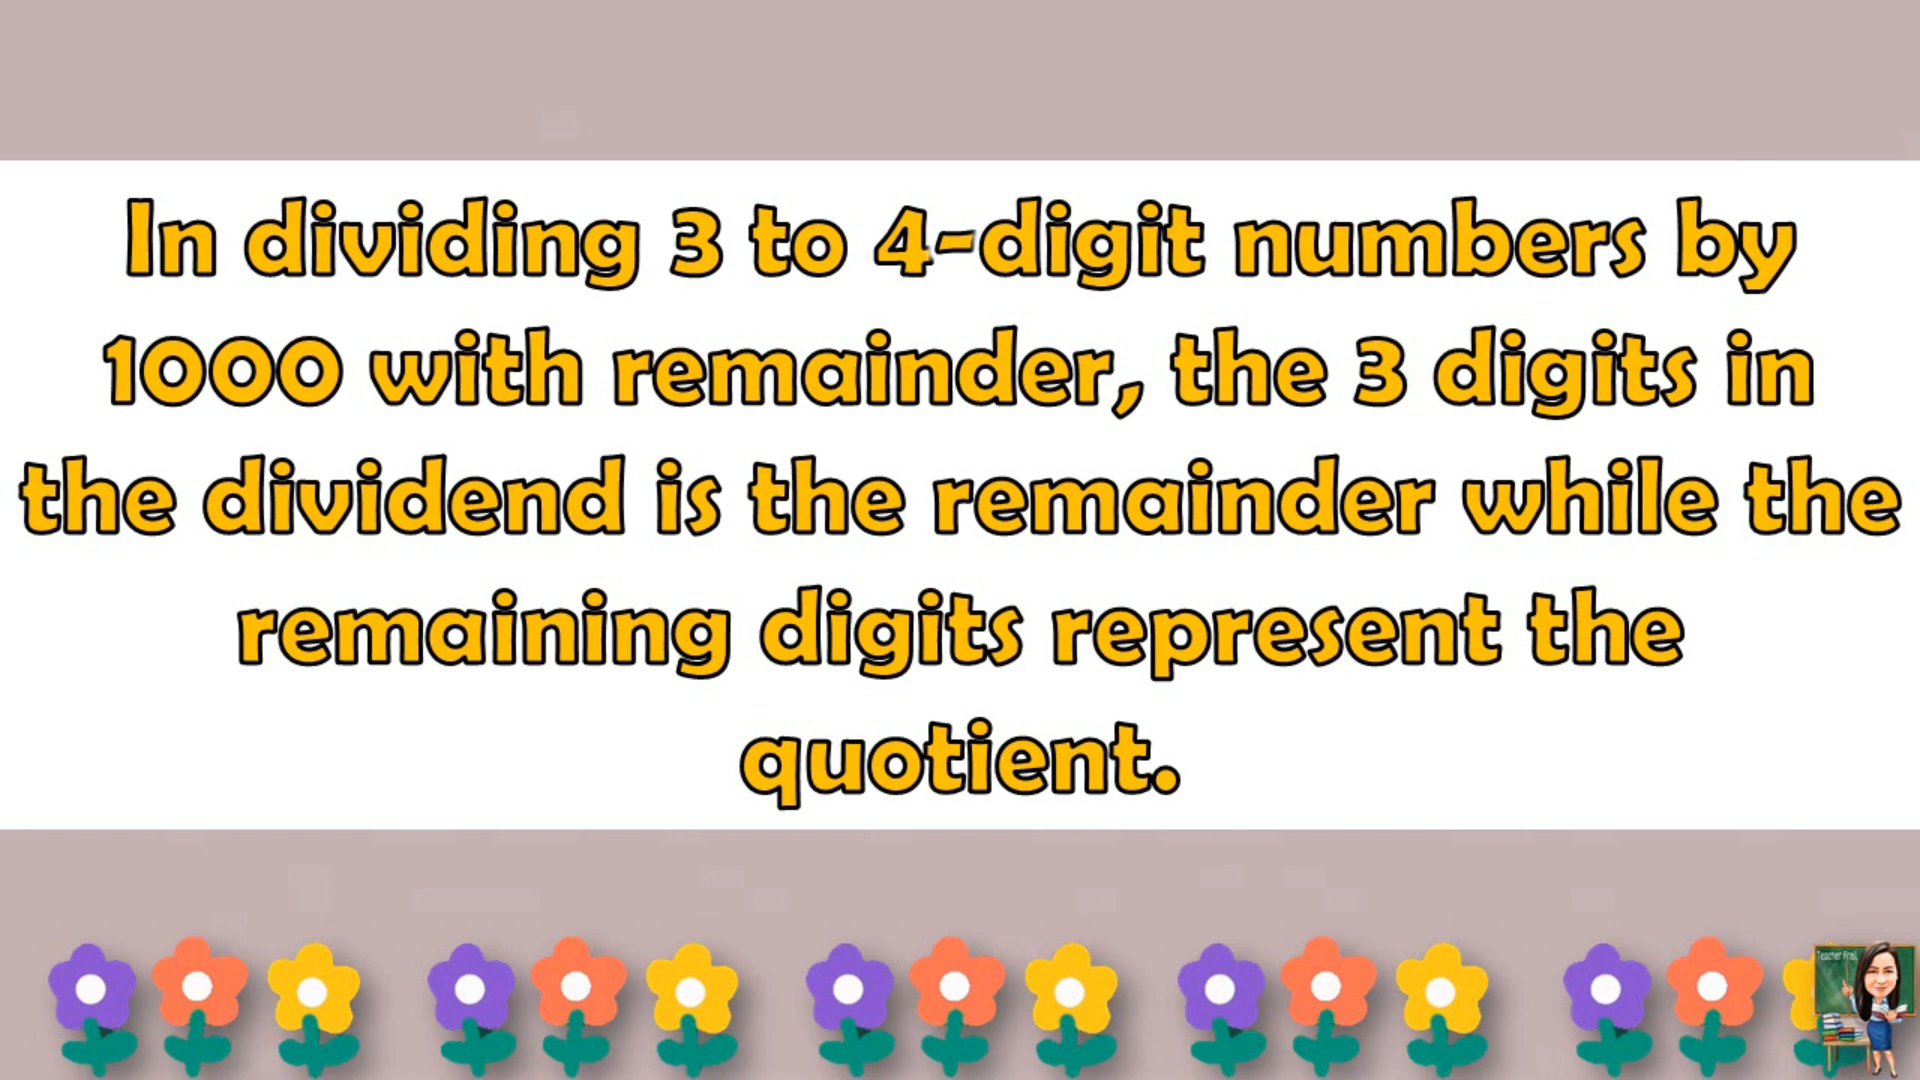 In dividing 3 to 4-digit numbers by
1000 with remainder, the 3 digits in
the dividend is the remainder while the
remaining digits represent the
quotient.
Teacher